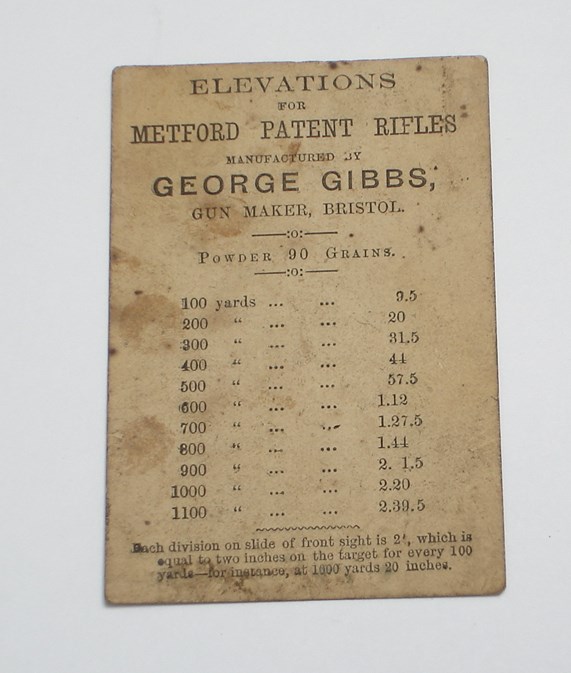 ELEVATIONS
FOR
METFORD PATENT RIFLES
MANUFACTURED BY
GEORGE GIBBS,
GUN MAKER, BRISTOL.
——:o:——
POWDER 90 GRAINS.
——:o:——
100 yards ... ... 9.5
200 " ... ... 20
300 " ... ... 31.5
400 " ... ... 44
500 " ... ... 57.5
600 " ... ... 1.12
700 " ... ... 1.27.5
800 " ... ... 1.44
900 " ... ... 2. 1.5
1000 " ... ... 2.20
1100 " ... ... 2.39.5
Each division on slide of front sight is 2', which is
equal to two inches on the target for every 100
yards—for instance, at 1000 yards 20 inches.